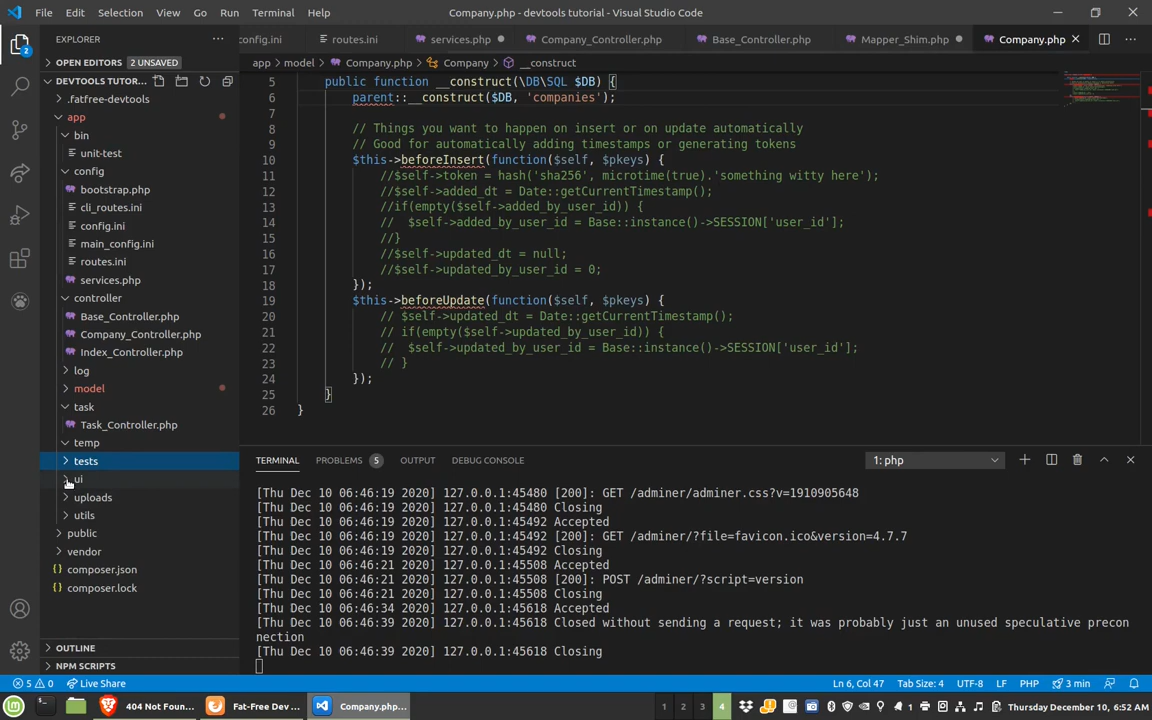 File Edit Selection View Go Run Terminal Help
Company.php - devtools tutorial - Visual Studio Code
EXPLORER
config.ini routes.ini services.php Company_Controller.php Base_Controller.php Mapper_Shim.php Company.php
OPEN EDITORS 2 UNSAVED
app > model > Company.php > Company > __construct
DEVTOOLS TUTOR...
.fatfree-devtools
app
bin
unit-test
config
bootstrap.php
cli_routes.ini
config.ini
main_config.ini
routes.ini
services.php
controller
Base_Controller.php
Company_Controller.php
Index_Controller.php
log
model
task
Task_Controller.php
temp
tests
ui
uploads
utils
public
vendor
composer.json
composer.lock
OUTLINE
NPM SCRIPTS
2
5 public function __construct(\DB\SQL $DB) {
6 parent::__construct($DB, 'companies');
7
8 // Things you want to happen on insert or on update automatically
9 // Good for automatically adding timestamps or generating tokens
10 $this->beforeInsert(function($self, $pkeys) {
11 //$self->token = hash('sha256', microtime(true).'something witty here');
12 //$self->added_dt = Date::getCurrentTimestamp();
13 //if(empty($self->added_by_user_id)) {
14 // $self->added_by_user_id = Base::instance()->SESSION['user_id'];
15 //}
16 //$self->updated_dt = null;
17 //$self->updated_by_user_id = 0;
18 });
19 $this->beforeUpdate(function($self, $pkeys) {
20 // $self->updated_dt = Date::getCurrentTimestamp();
21 // if(empty($self->updated_by_user_id)) {
22 // $self->updated_by_user_id = Base::instance()->SESSION['user_id'];
23 // }
24 });
25 }
26 }
TERMINAL PROBLEMS 5 OUTPUT DEBUG CONSOLE 1: php
[Thu Dec 10 06:46:19 2020] 127.0.0.1:45480 [200]: GET /adminer/adminer.css?v=1910905648
[Thu Dec 10 06:46:19 2020] 127.0.0.1:45480 Closing
[Thu Dec 10 06:46:19 2020] 127.0.0.1:45492 Accepted
[Thu Dec 10 06:46:19 2020] 127.0.0.1:45492 [200]: GET /adminer/?file=favicon.ico&version=4.7.7
[Thu Dec 10 06:46:19 2020] 127.0.0.1:45492 Closing
[Thu Dec 10 06:46:21 2020] 127.0.0.1:45508 Accepted
[Thu Dec 10 06:46:21 2020] 127.0.0.1:45508 [200]: POST /adminer/?script=version
[Thu Dec 10 06:46:21 2020] 127.0.0.1:45508 Closing
[Thu Dec 10 06:46:34 2020] 127.0.0.1:45618 Accepted
[Thu Dec 10 06:46:39 2020] 127.0.0.1:45618 Closed without sending a request; it was probably just an unused speculative preco
nnection
[Thu Dec 10 06:46:39 2020] 127.0.0.1:45618 Closing
5 0 Live Share Ln 6, Col 47 Tab Size: 4 UTF-8 LF PHP 3 min
404 Not Foun... Fat-Free Dev ... Company.php... 1 2 3 4 1 Thursday December 10, 6:52 AM